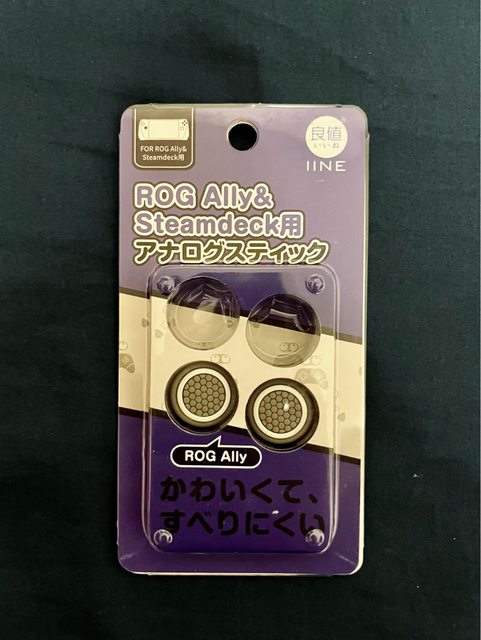 FOR ROG Ally&
Steamdeck用
良値
いいね
IINE
ROG Ally&
Steamdeck用
アナログスティック
ROG Ally
かわいくて、
すべりにくい